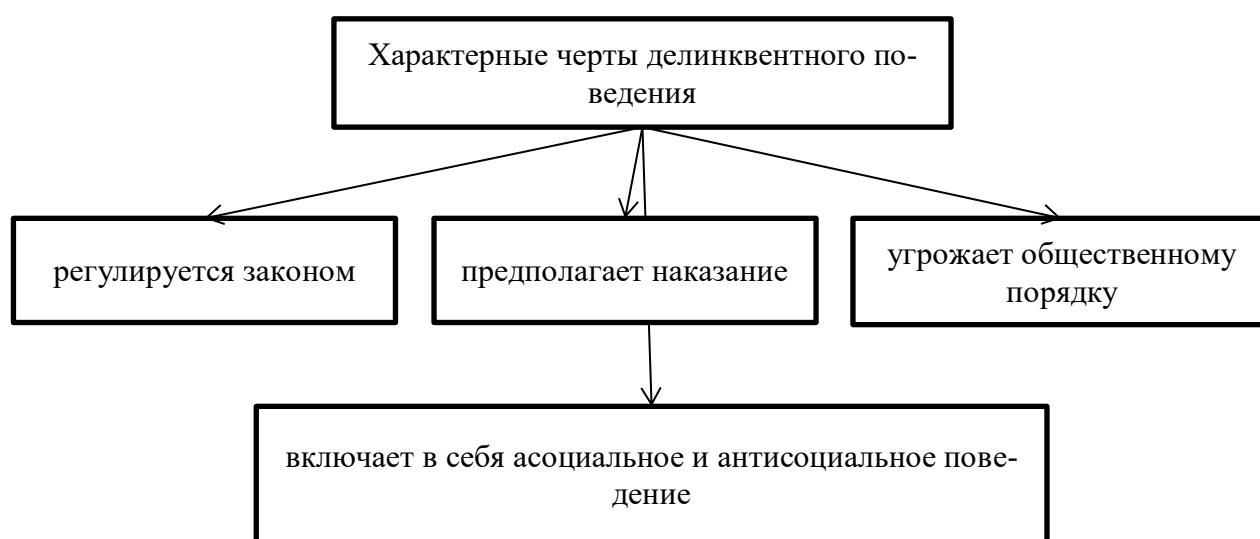 Характерные черты делинквентного по-
ведения
регулируется законом
предполагает наказание
угрожает общественному
порядку
включает в себя асоциальное и антисоциальное пове-
дение